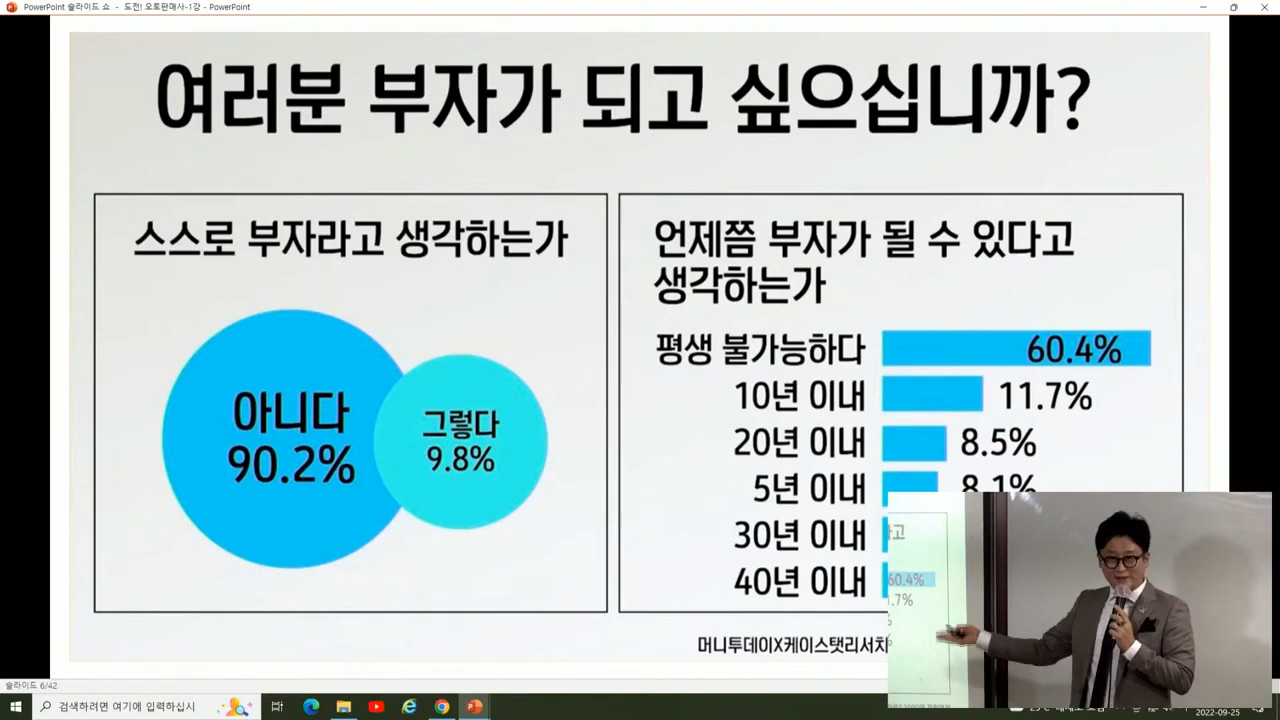 PowerPoint 슬라이드 쇼 - 도전! 오토판매사-1강 - PowerPoint
여러분 부자가 되고 싶으십니까?
스스로 부자라고 생각하는가
아니다
90.2%
그렇다
9.8%
언제쯤 부자가 될 수 있다고
생각하는가
평생 불가능하다 60.4%
10년 이내 11.7%
20년 이내 8.5%
5년 이내 8.1%
30년 이내
40년 이내
머니투데이X케이스탯리서치
60.4%
슬라이드 6/42
검색하려면 여기에 입력하십시
2022-09-25